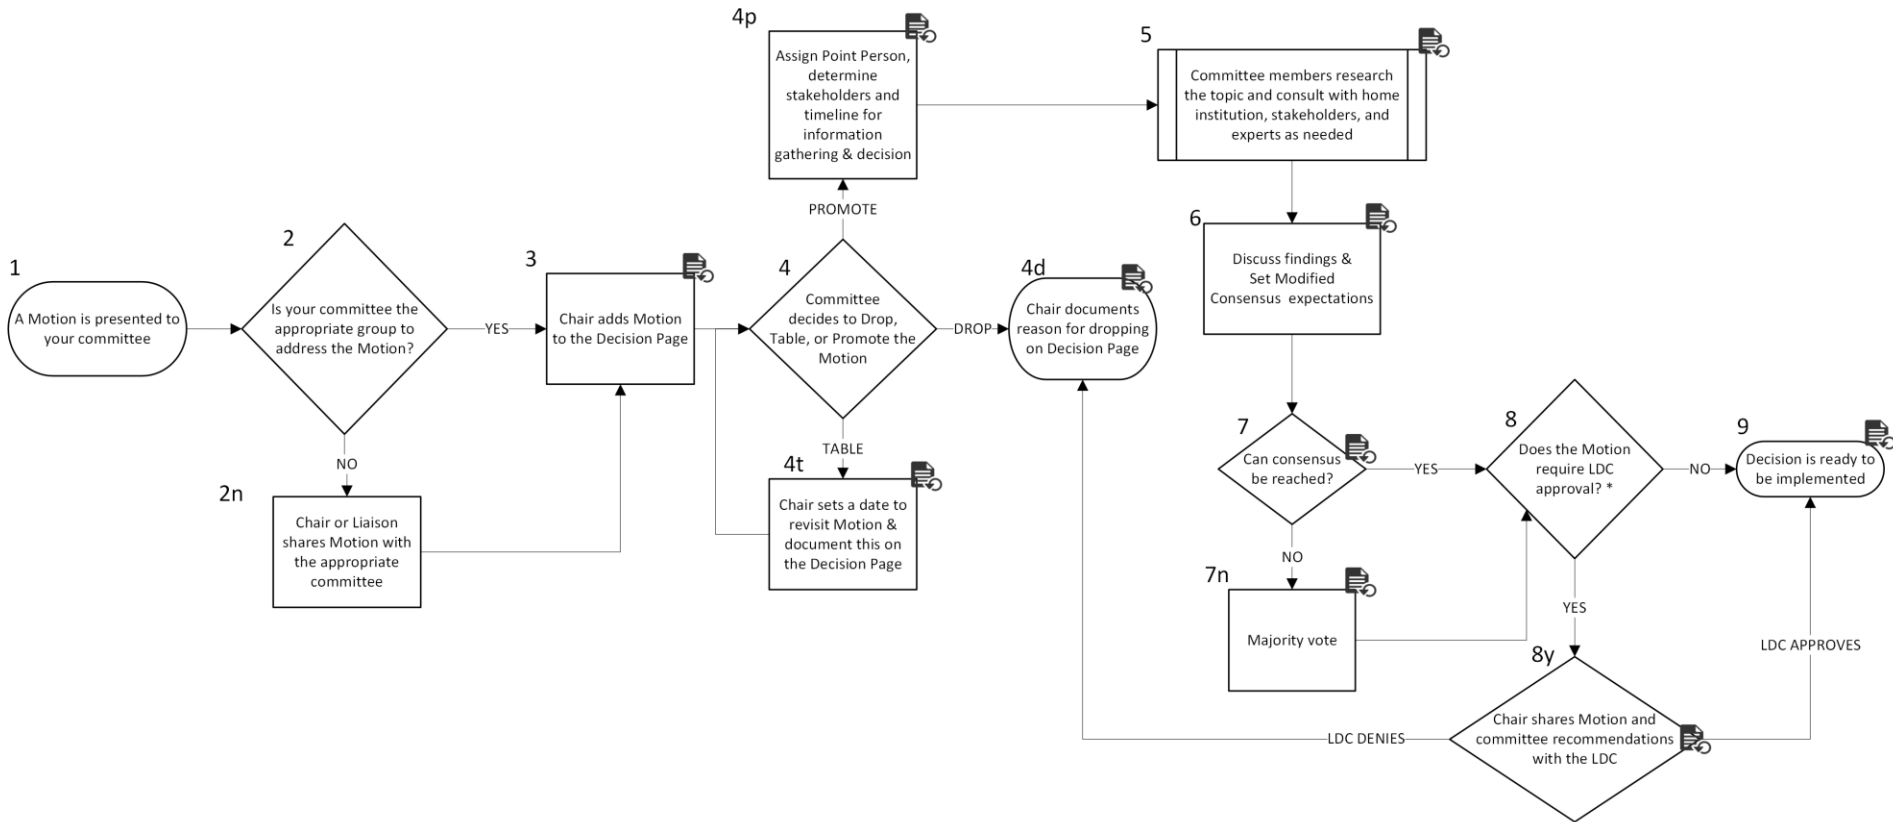 1
A Motion is presented to
your committee
2
Is your committee the
appropriate group to
address the Motion?
YES
NO
2n
Chair or Liaison
shares Motion with
the appropriate
committee
3
Chair adds Motion
to the Decision Page
4
Committee
decides to Drop,
Table, or Promote the
Motion
PROMOTE
4p
Assign Point Person,
determine
stakeholders and
timeline for
information
gathering & decision
DROP
4d
Chair documents
reason for dropping
on Decision Page
TABLE
4t
Chair sets a date to
revisit Motion &
document this on
the Decision Page
5
Committee members research
the topic and consult with home
institution, stakeholders, and
experts as needed
6
Discuss findings &
Set Modified
Consensus expectations
7
Can consensus
be reached?
YES
NO
7n
Majority vote
8
Does the Motion
require LDC
approval? *
NO
YES
8y
Chair shares Motion and
committee recommendations
with the LDC
LDC DENIES
LDC APPROVES
9
Decision is ready to
be implemented